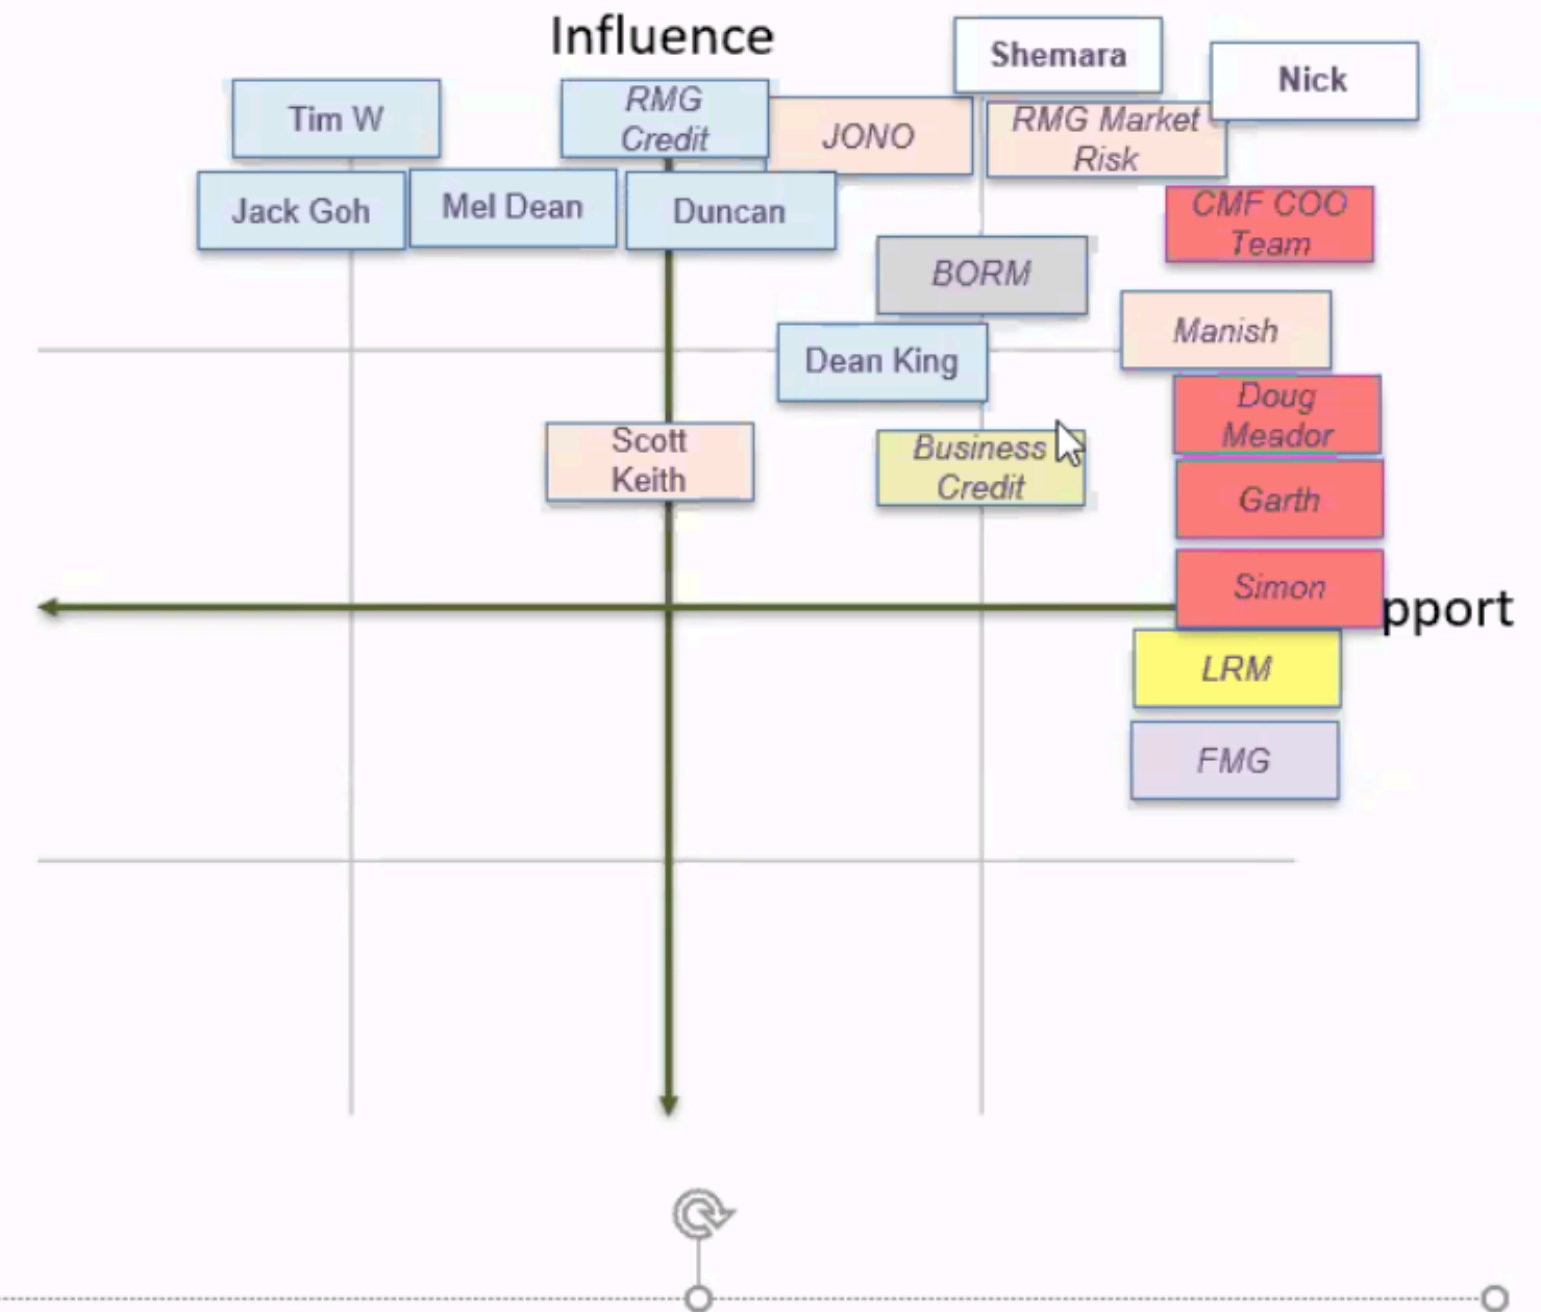 Influence
Shemara
Nick
Tim W
RMG
Credit
JONO
RMG Market
Risk
Jack Goh
Mel Dean
Duncan
CMF COO
Team
BORM
Manish
Dean King
Doug
Meador
Scott
Keith
Business
Credit
Garth
Simon
pport
LRM
FMG